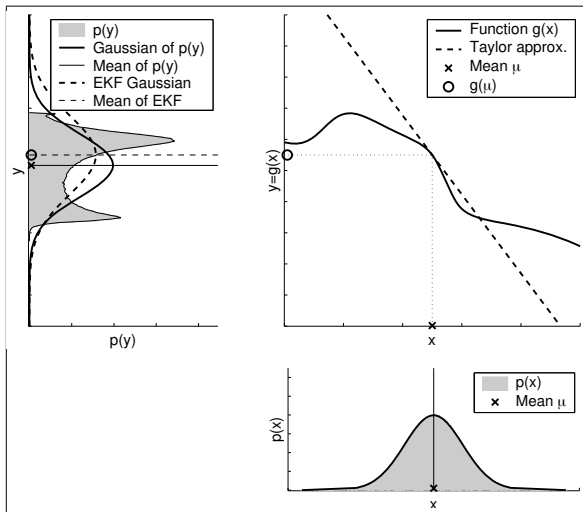 p(y)
Gaussian of p(y)
Mean of p(y)
EKF Gaussian
Mean of EKF
y
p(y)
Function g(x)
Taylor approx.
Mean μ
g(μ)
y=g(x)
x
p(x)
Mean μ
p(x)
x